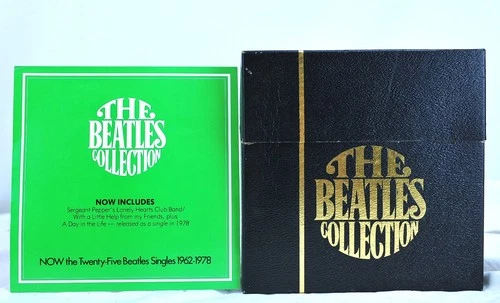 THE
BEATLES
COLLECTION
NOW INCLUDES
Sergeant Pepper's Lonely Hearts Club Band/
With a Little Help from my Friends, plus
A Day in the Life — released as a single in 1978
NOW the Twenty-Five Beatles Singles 1962-1978
THE
BEATLES
COLLECTION